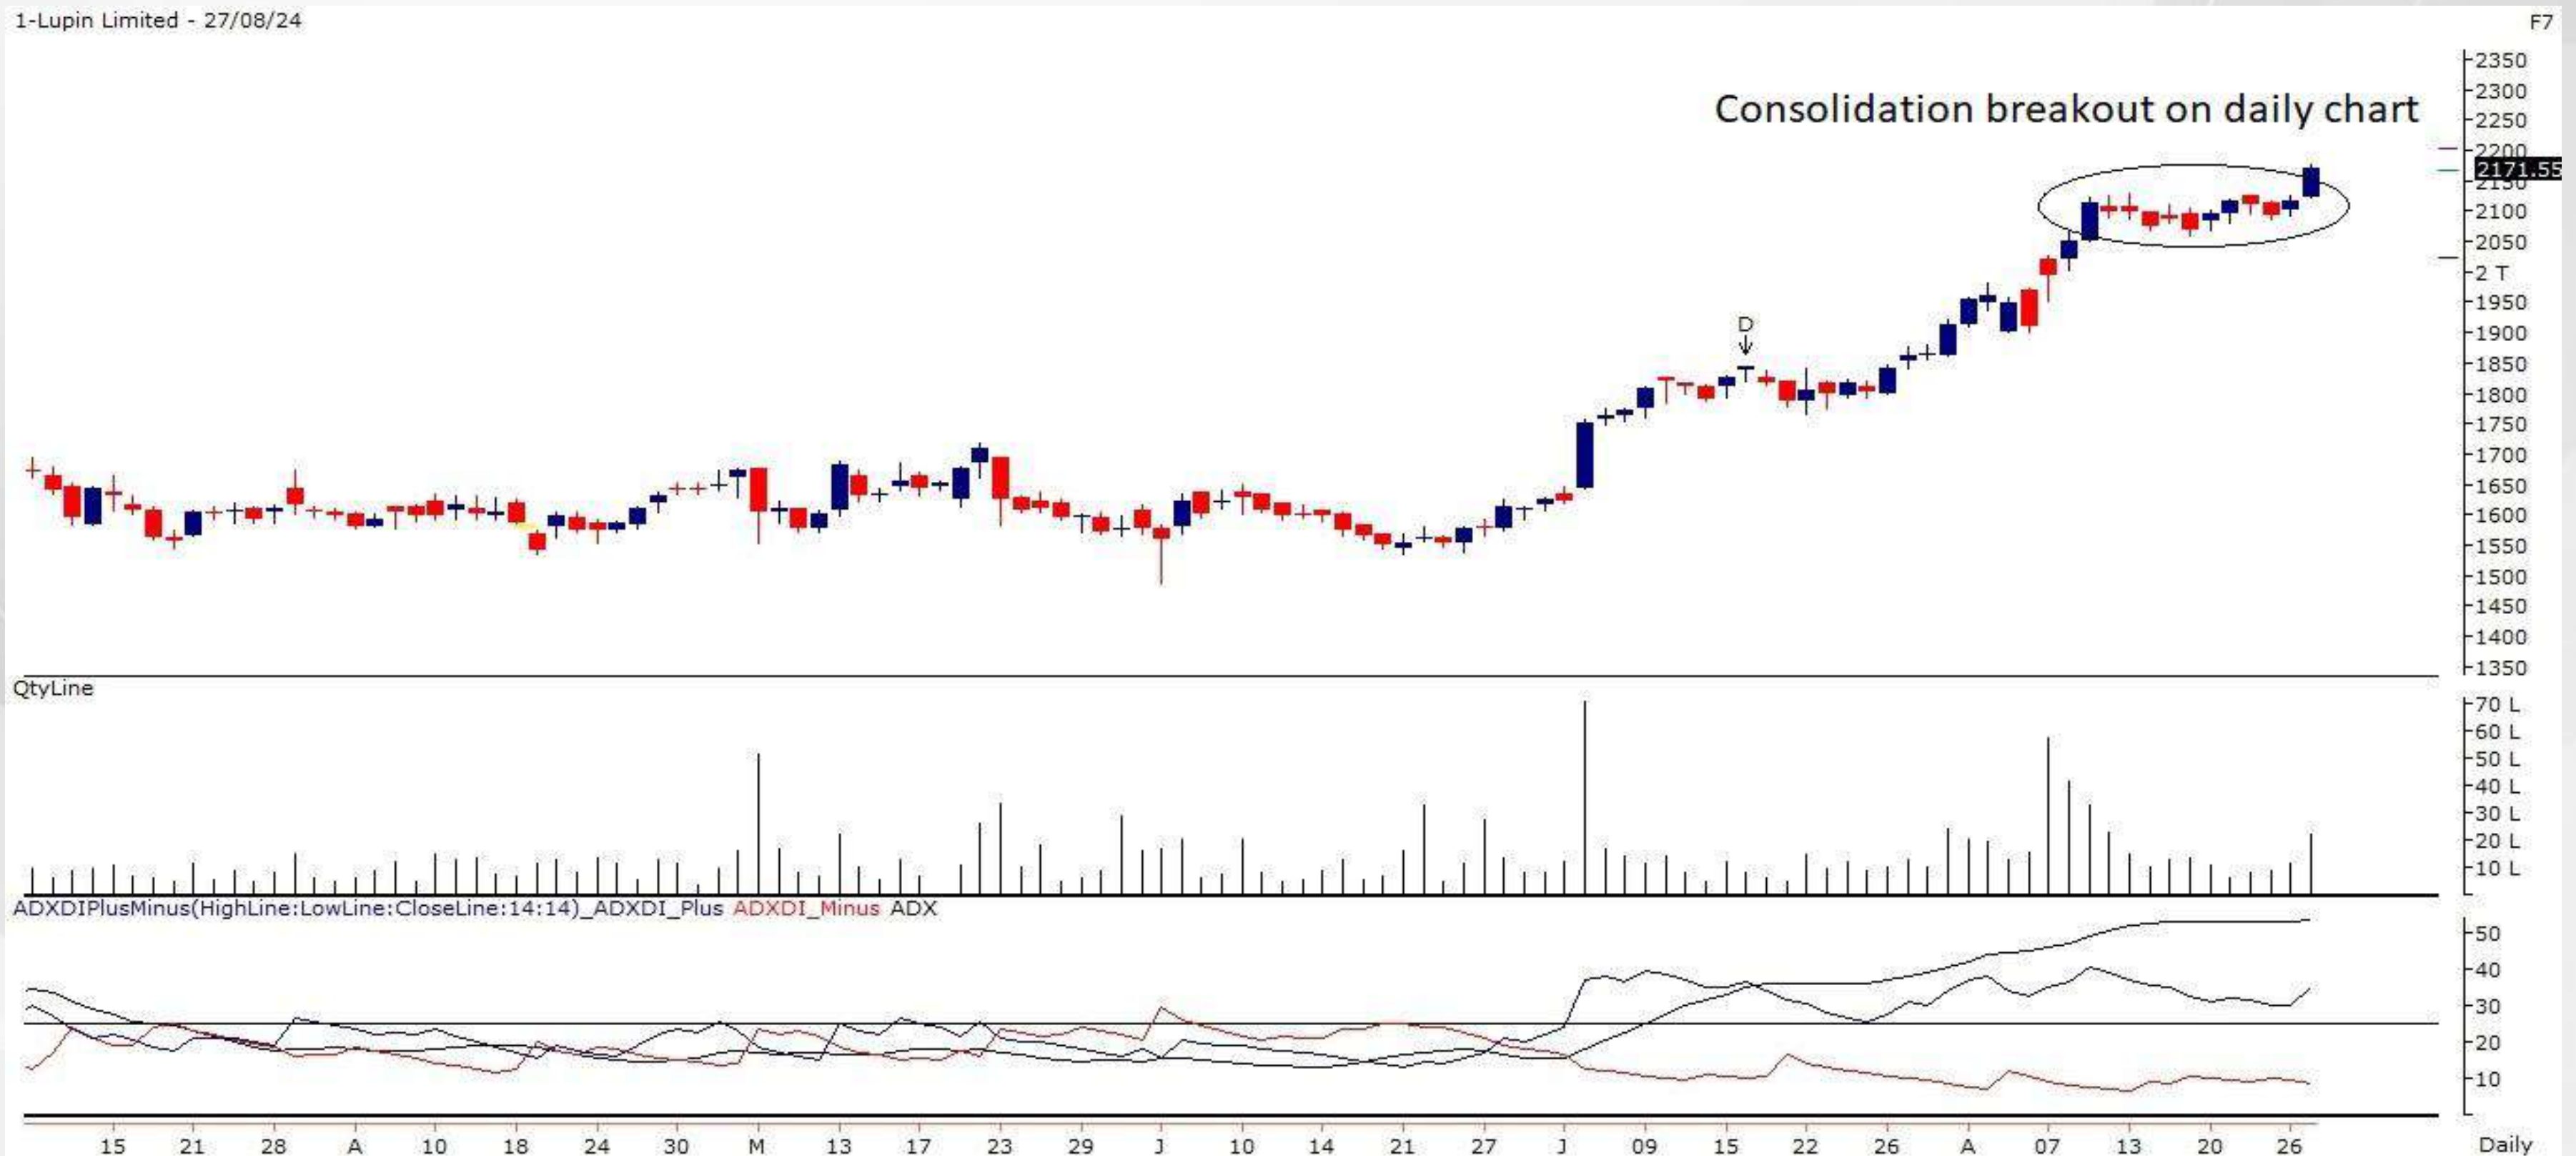 1-Lupin Limited - 27/08/24
F7
Consolidation breakout on daily chart
D
2350
2300
2250
2200
2171.55
2150
2100
2050
2 T
1950
1900
1850
1800
1750
1700
1650
1600
1550
1500
1450
1400
1350
QtyLine
70 L
60 L
50 L
40 L
30 L
20 L
10 L
ADXDIPlusMinus(HighLine:LowLine:CloseLine:14:14)_ADXDI_Plus ADXDI_Minus ADX
50
40
30
20
10
15 21 28 A 10 18 24 30 M 13 17 23 29 J 10 14 21 27 J 09 15 22 26 A 07 13 20 26 Daily